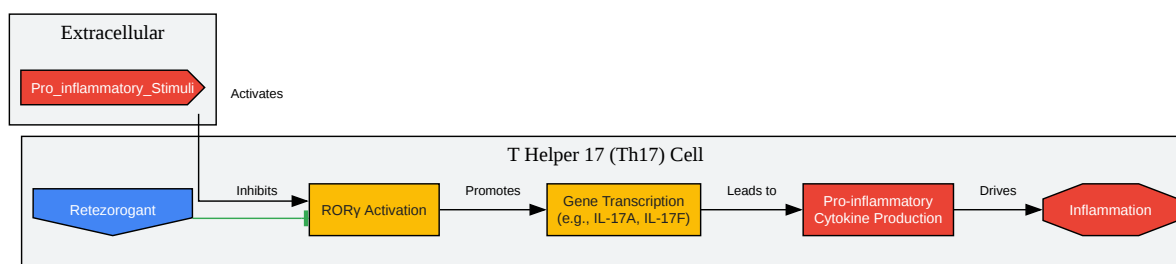 Extracellular
Pro_inflammatory_Stimuli
Activates
T Helper 17 (Th17) Cell
Retezorogant
Inhibits
RORγ Activation
Promotes
Gene Transcription
(e.g., IL-17A, IL-17F)
Leads to
Pro-inflammatory
Cytokine Production
Drives
Inflammation